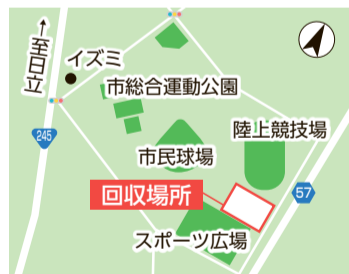 ←至日立
イズミ
市総合運動公園
245
陸上競技場
市民球場
回収場所
57
スポーツ広場